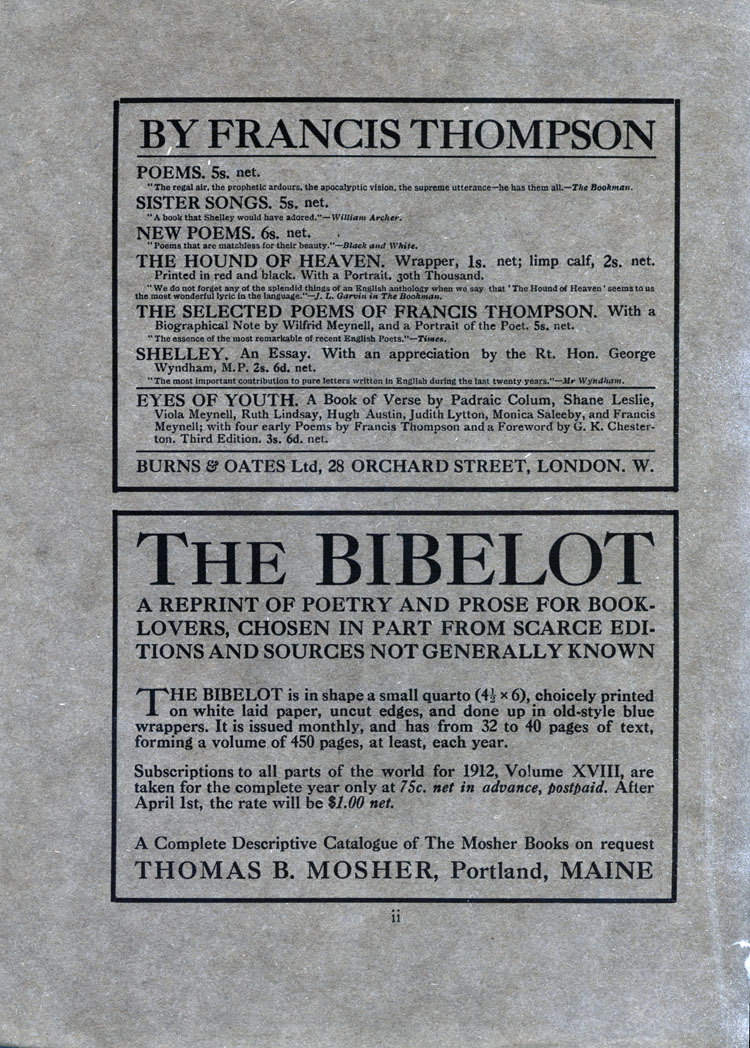 BY FRANCIS THOMPSON
POEMS. 5s. net.
"The regal air, the prophetic ardours, the apocalyptic vision, the supreme utterance—he has them all.—The Bookman.
SISTER SONGS. 5s. net.
"A book that Shelley would have adored."—William Archer.
NEW POEMS. 6s. net.
"Poems that are matchless for their beauty."—Black and White.
THE HOUND OF HEAVEN. Wrapper, 1s. net; limp calf, 2s. net.
Printed in red and black. With a Portrait. 30th Thousand.
"We do not forget any of the splendid things of an English anthology when we say that 'The Hound of Heaven' seems to us
the most wonderful lyric in the language."—J. L. Garvin in The Bookman.
THE SELECTED POEMS OF FRANCIS THOMPSON. With a
Biographical Note by Wilfrid Meynell, and a Portrait of the Poet. 5s. net.
"The essence of the most remarkable of recent English Poets."—Times.
SHELLEY. An Essay. With an appreciation by the Rt. Hon. George
Wyndham, M.P. 2s. 6d. net.
"The most important contribution to pure letters written in English during the last twenty years."—Mr Wyndham.
EYES OF YOUTH. A Book of Verse by Padraic Colum, Shane Leslie,
Viola Meynell, Ruth Lindsay, Hugh Austin, Judith Lytton, Monica Saleeby, and Francis
Meynell; with four early Poems by Francis Thompson and a Foreword by G. K. Chester-
ton. Third Edition. 3s. 6d. net.
BURNS & OATES Ltd, 28 ORCHARD STREET, LONDON. W.
THE BIBELOT
A REPRINT OF POETRY AND PROSE FOR BOOK-
LOVERS, CHOSEN IN PART FROM SCARCE EDI-
TIONS AND SOURCES NOT GENERALLY KNOWN
THE BIBELOT is in shape a small quarto (4½ × 6), choicely printed
on white laid paper, uncut edges, and done up in old-style blue
wrappers. It is issued monthly, and has from 32 to 40 pages of text,
forming a volume of 450 pages, at least, each year.
Subscriptions to all parts of the world for 1912, Volume XVIII, are
taken for the complete year only at 75c. net in advance, postpaid. After
April 1st, the rate will be $1.00 net.
A Complete Descriptive Catalogue of The Mosher Books on request
THOMAS B. MOSHER, Portland, MAINE
ii